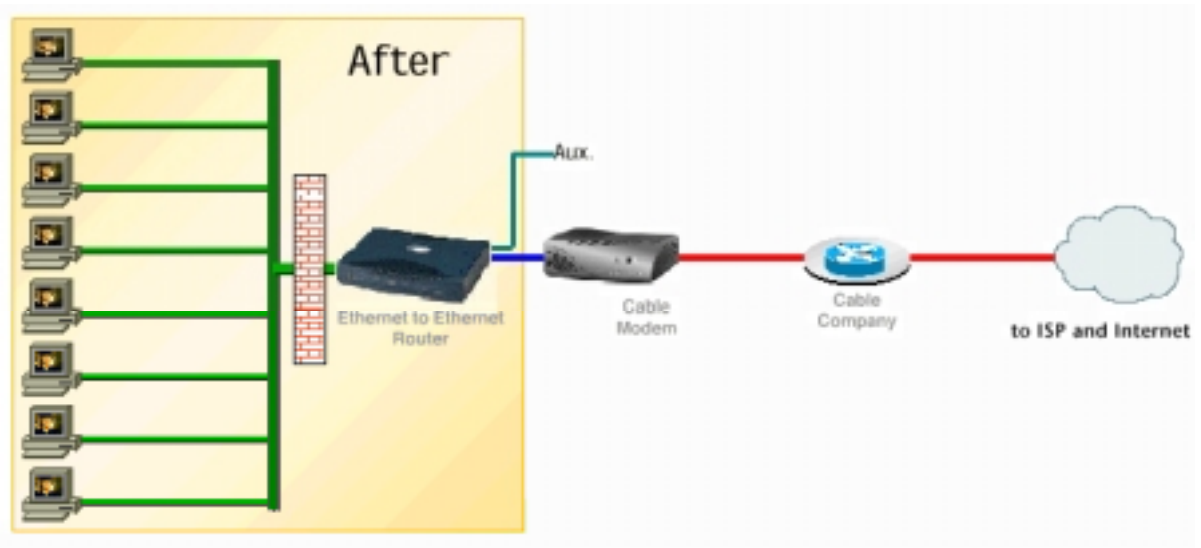 After
Aux.
Ethernet to Ethernet
Router
Cable
Modem
Cable
Company
to ISP and Internet